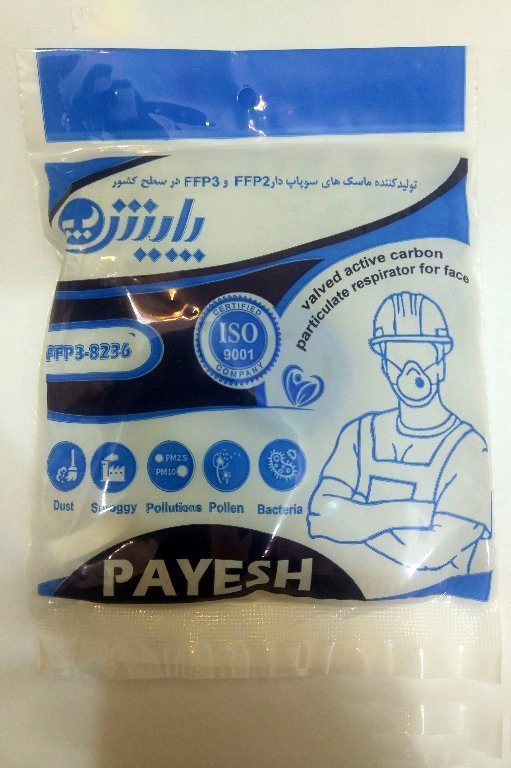 تولیدکننده ماسک های سوپاپ دار FFP2 و FFP3 در سطح کشور
پایش
valved active carbon
particulate respirator for face
CERTIFIED
ISO
9001
COMPANY
FFP3-8236
PM2.5
PM10
Dust
Smoggy
Pollutions
Pollen
Bacteria
PAYESH